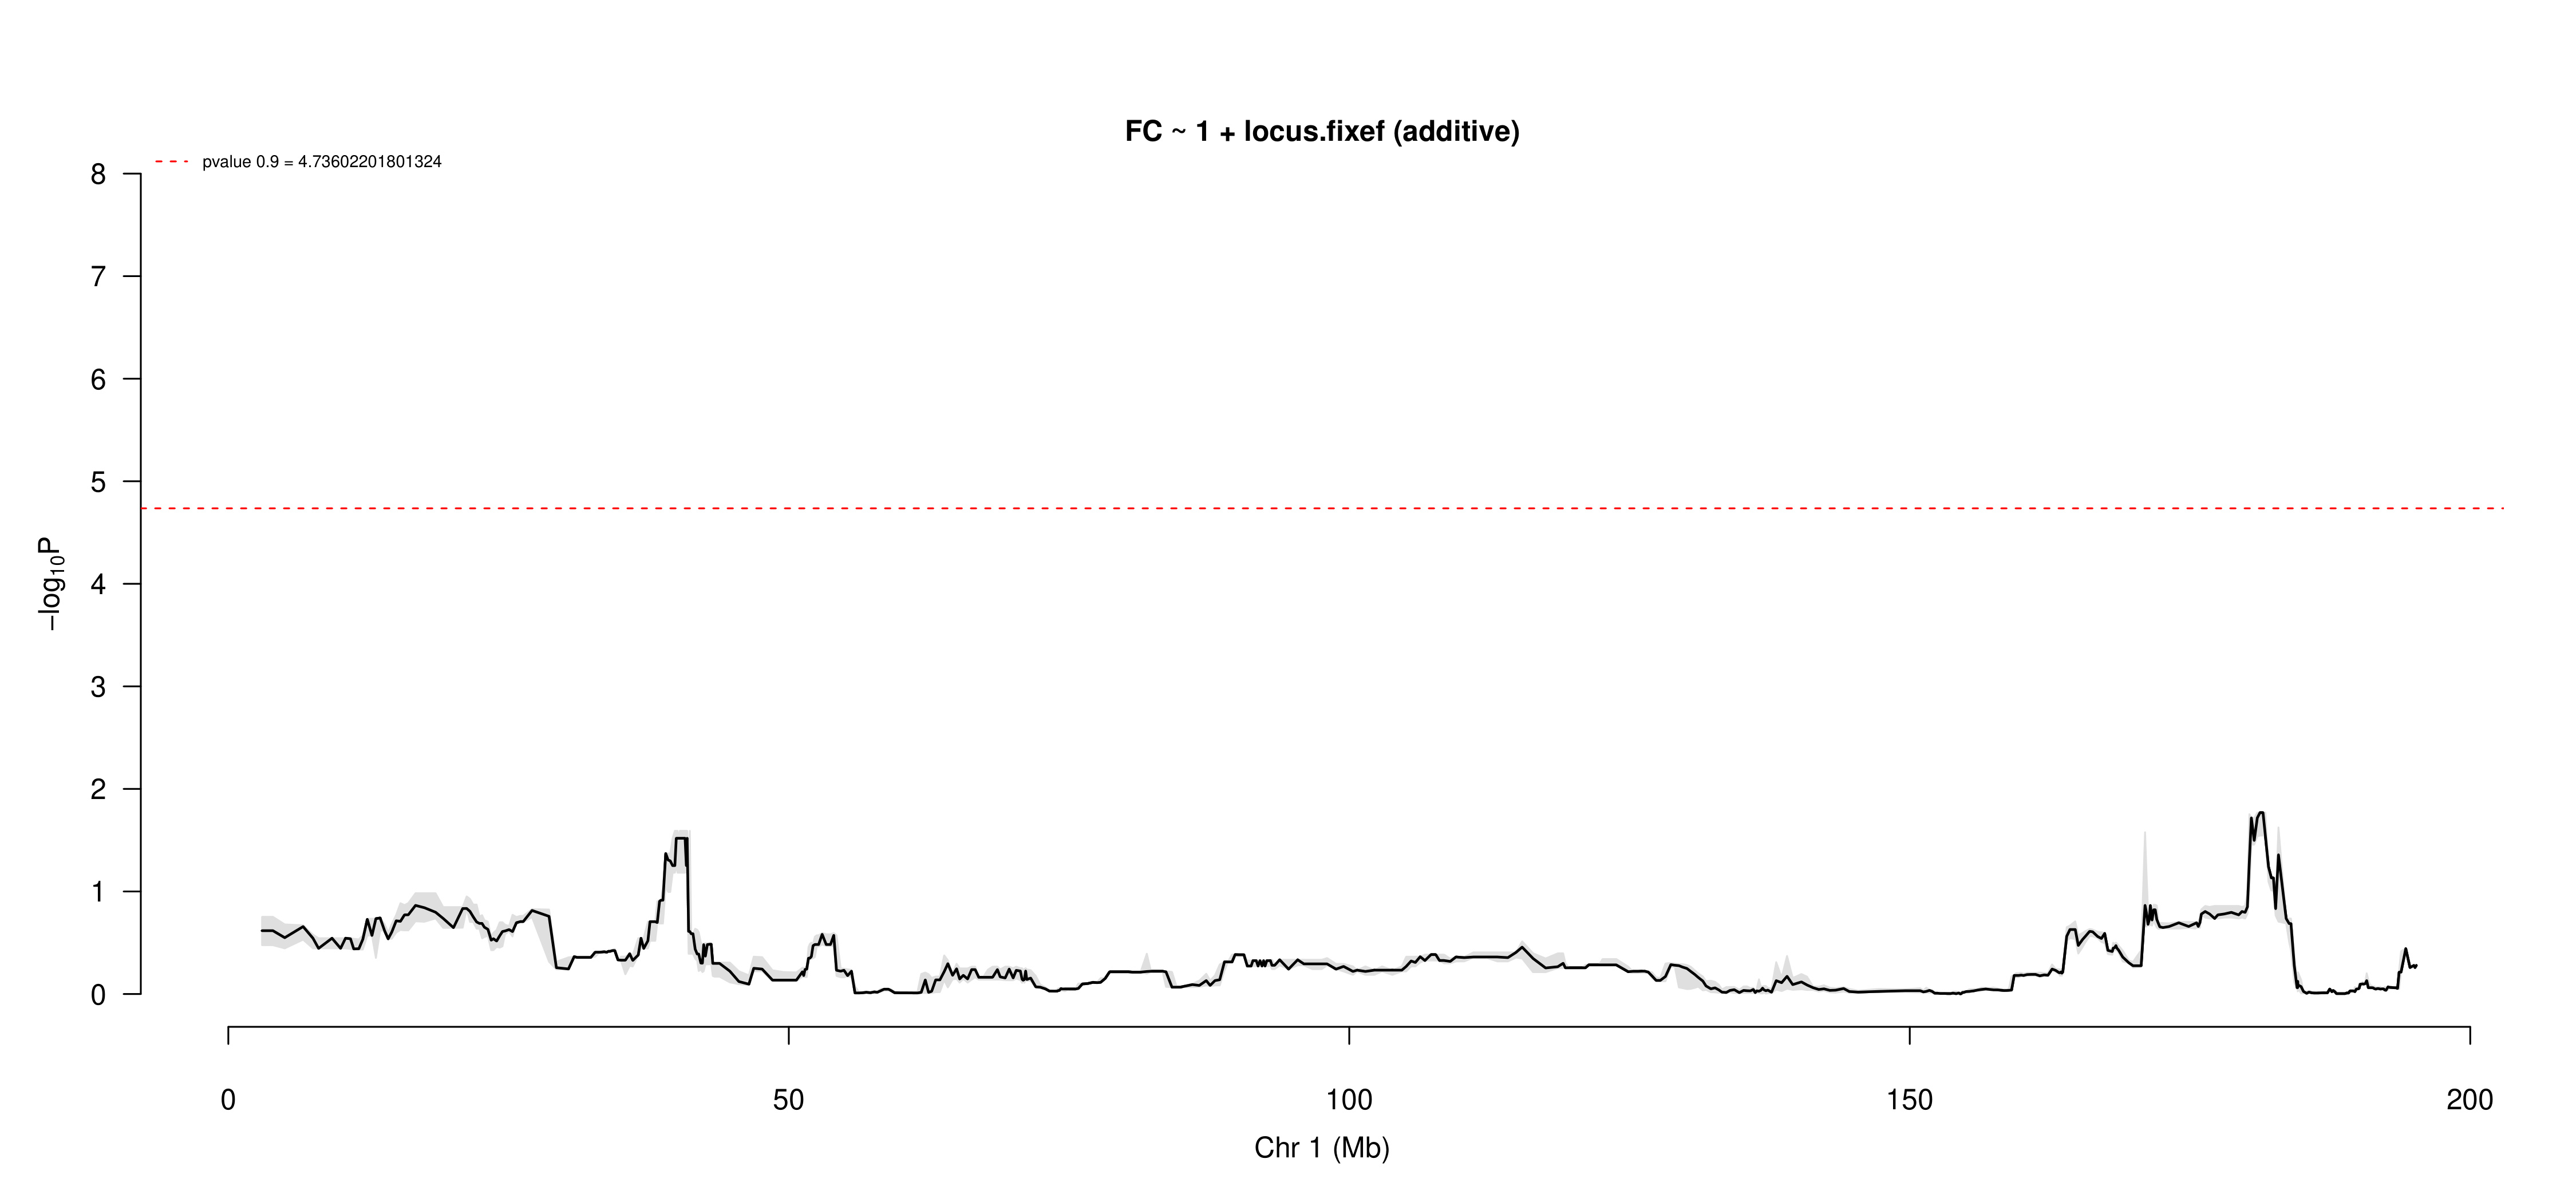 FC ~ 1 + locus.fixef (additive)
pvalue 0.9 = 4.73602201801324
8
7
6
5
4
3
2
1
0
−log10P
0 50 100 150 200
Chr 1 (Mb)